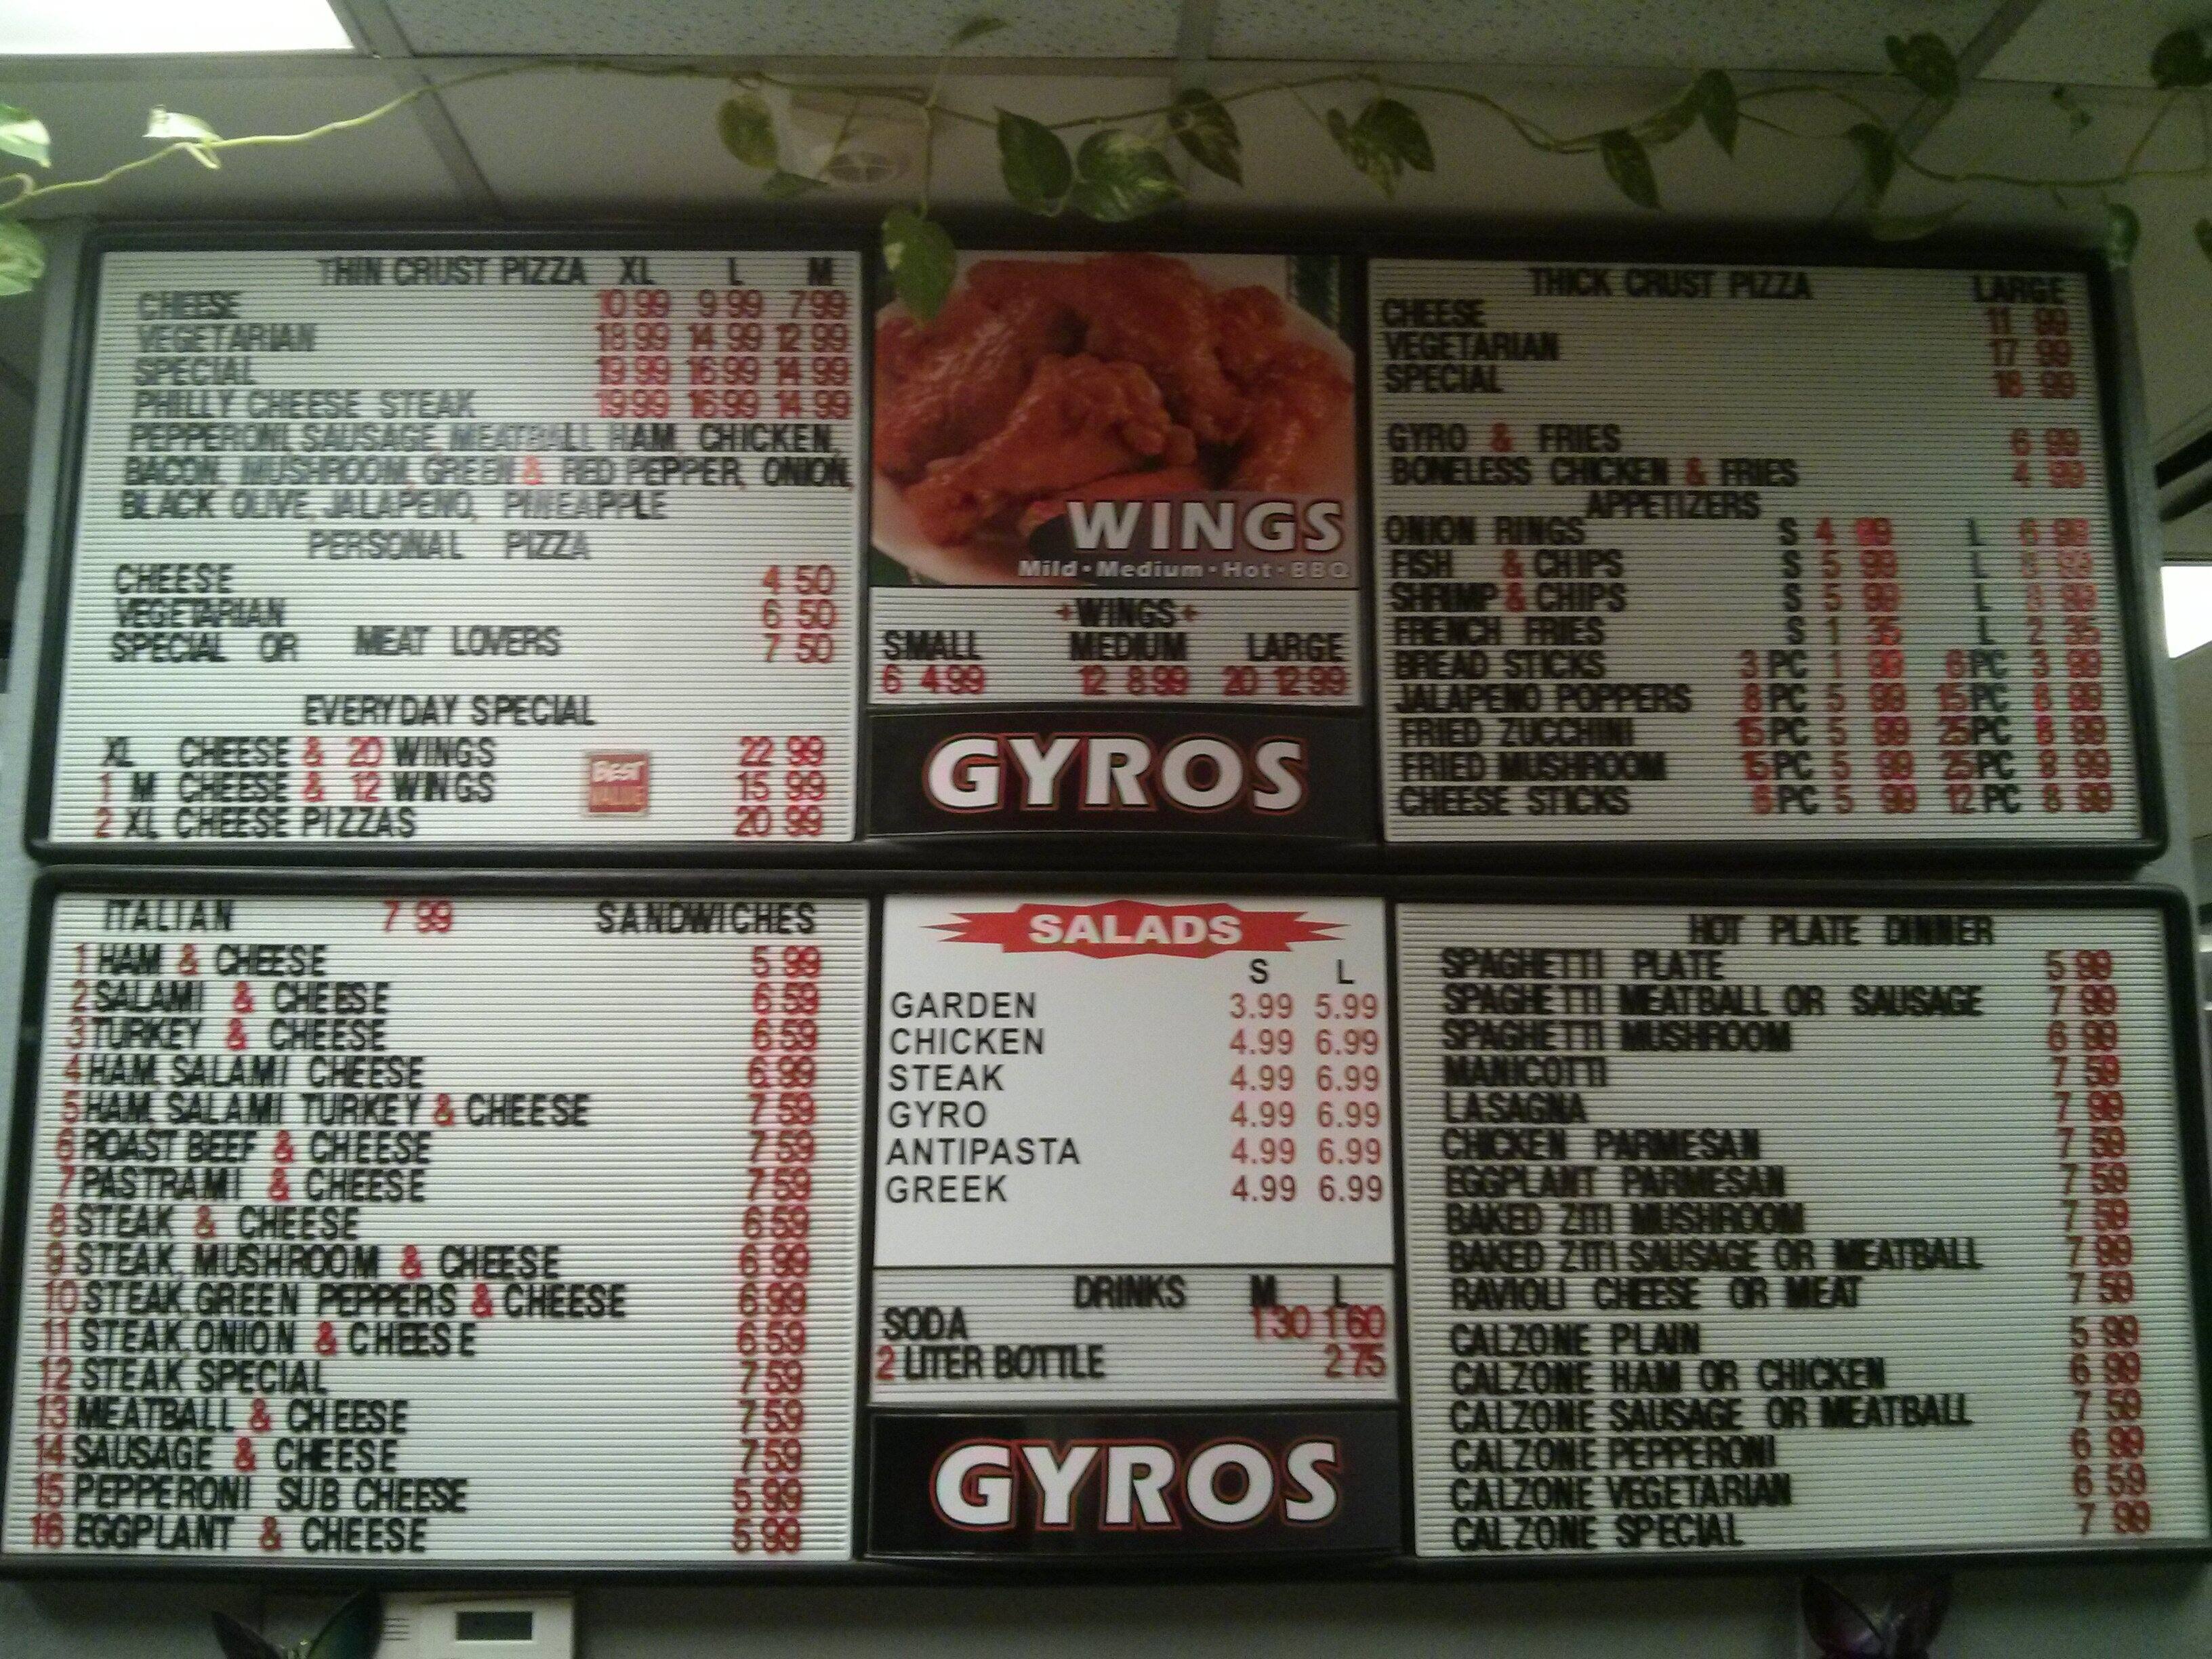 THIN CRUST PIZZA XL L M
CHEESE 10 99 9 99 7 99
VEGETARIAN 18 99 14 99 12 99
SPECIAL 19 99 16 99 14 99
PHILLY CHEESE STEAK 19 99 16 99 14 99
PEPPERONI, SAUSAGE, MEATBALL, HAM, CHICKEN,
BACON, MUSHROOM, GREEN & RED PEPPER, ONION,
BLACK OLIVE, JALAPENO, PINEAPPLE
PERSONAL PIZZA
CHEESE 4 50
VEGETARIAN 6 50
SPECIAL OR MEAT LOVERS 7 50
EVERYDAY SPECIAL
XL CHEESE & 20 WINGS 22 99
1 M CHEESE & 12 WINGS 15 99
BEST VALUE
2 XL CHEESE PIZZAS 20 99
WINGS
Mild • Medium • Hot • BBQ
+WINGS+
SMALL MEDIUM LARGE
6 4 99 12 8 99 20 12 99
GYROS
THICK CRUST PIZZA LARGE
CHEESE 11 99
VEGETARIAN 17 99
SPECIAL 18 99
GYRO & FRIES 6 99
BONELESS CHICKEN & FRIES 4 99
APPETIZERS
ONION RINGS S 4 L 6 99
FISH & CHIPS S 5 99 L 99
SHRIMP & CHIPS S 5 99 L 8 99
FRENCH FRIES S 1 35 L 2 35
BREAD STICKS 3 PC 1 99 6 PC 3 99
JALAPENO POPPERS 8 PC 5 99 15 PC 8 99
FRIED ZUCCHINI 15 PC 5 99 25 PC 8 99
FRIED MUSHROOM 15 PC 5 99 25 PC 8 99
CHEESE STICKS 6 PC 5 99 12 PC 8 99
ITALIAN 7 99 SANDWICHES
1 HAM & CHEESE 5 99
2 SALAMI & CHEESE 6 59
3 TURKEY & CHEESE 6 59
4 HAM, SALAMI CHEESE 6 99
5 HAM, SALAMI TURKEY & CHEESE 7 59
6 ROAST BEEF & CHEESE 7 59
7 PASTRAMI & CHEESE 7 59
8 STEAK & CHEESE 6 59
9 STEAK, MUSHROOM & CHEESE 6 99
10 STEAK, GREEN PEPPERS & CHEESE 6 99
11 STEAK, ONION & CHEESE 6 59
12 STEAK SPECIAL 7 59
13 MEATBALL & CHEESE 7 59
14 SAUSAGE & CHEESE 7 59
15 PEPPERONI SUB CHEESE 5 99
16 EGGPLANT & CHEESE 5 99
SALADS
S L
GARDEN 3.99 5.99
CHICKEN 4.99 6.99
STEAK 4.99 6.99
GYRO 4.99 6.99
ANTIPASTA 4.99 6.99
GREEK 4.99 6.99
DRINKS M L
SODA 1 30 1 60
2 LITER BOTTLE 2 75
GYROS
HOT PLATE DINNER
SPAGHETTI PLATE 5 99
SPAGHETTI MEATBALL OR SAUSAGE 7 99
SPAGHETTI MUSHROOM 6 99
MANICOTTI 7 59
LASAGNA 7 99
CHICKEN PARMESAN 7 59
EGGPLANT PARMESAN 7 59
BAKED ZITI MUSHROOM 7 59
BAKED ZITI SAUSAGE OR MEATBALL 7 99
RAVIOLI CHEESE OR MEAT 7 59
CALZONE PLAIN 5 99
CALZONE HAM OR CHICKEN 6 99
CALZONE SAUSAGE OR MEATBALL 7 59
CALZONE PEPPERONI 6 99
CALZONE VEGETARIAN 6 59
CALZONE SPECIAL 7 99